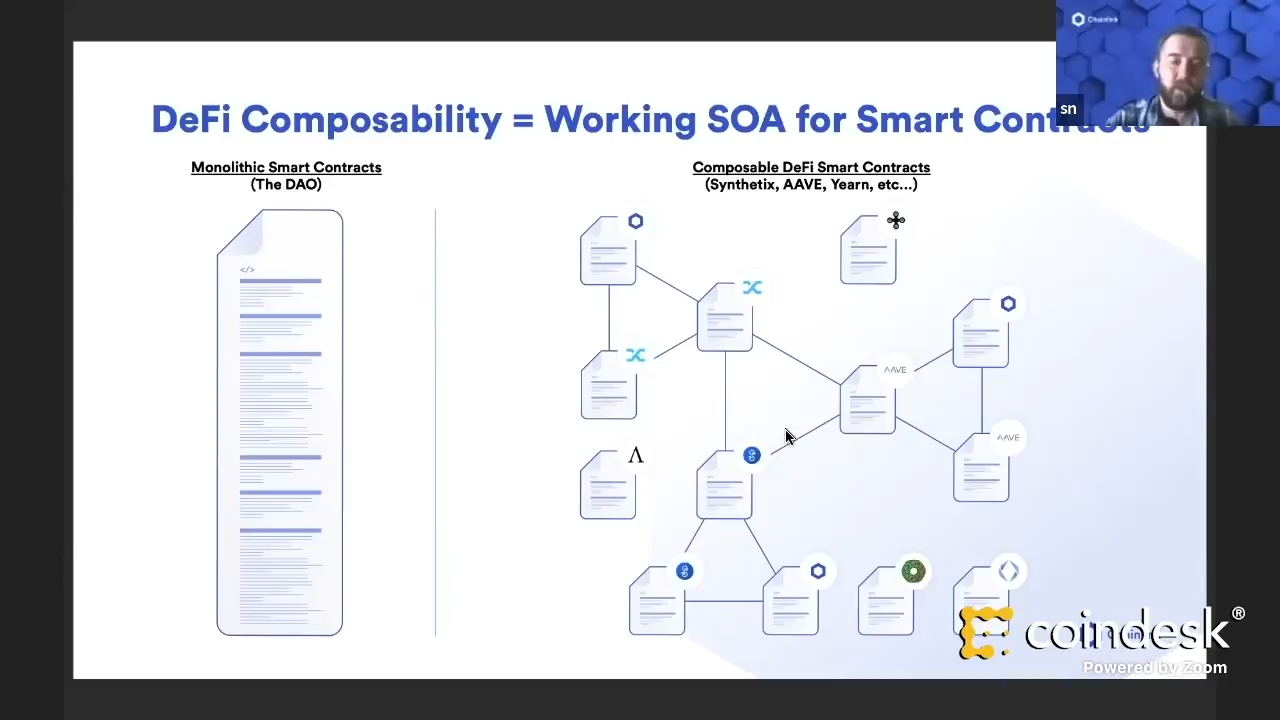 Chainlink
sn
DeFi Composability = Working SOA for Smart Contracts
Monolithic Smart Contracts
(The DAO)
Composable DeFi Smart Contracts
(Synthetix, AAVE, Yearn, etc...)
</>
AAVE
AAVE
Λ
coindesk®
Powered by Zoom